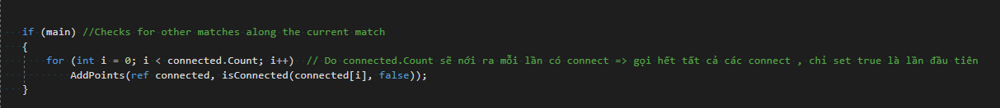 if (main) //Checks for other matches along the current match
{
for (int i = 0; i < connected.Count; i++) // Do connected.Count sẽ nới ra mỗi lần có connect => gọi hết tất cả các connect , chỉ set true là lần đầu tiên
AddPoints(ref connected, isConnected(connected[i], false));
}